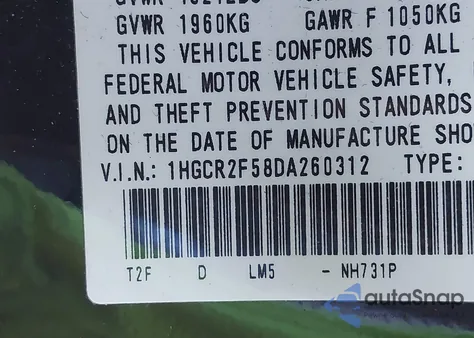 GVWR 1960KG GAWR F 1050KG
THIS VEHICLE CONFORMS TO ALL
FEDERAL MOTOR VEHICLE SAFETY,
AND THEFT PREVENTION STANDARDS
ON THE DATE OF MANUFACTURE SHO
V.I.N.: 1HGCR2F58DA260312 TYPE:
T2F D LM5 - NH731P
autoSnap